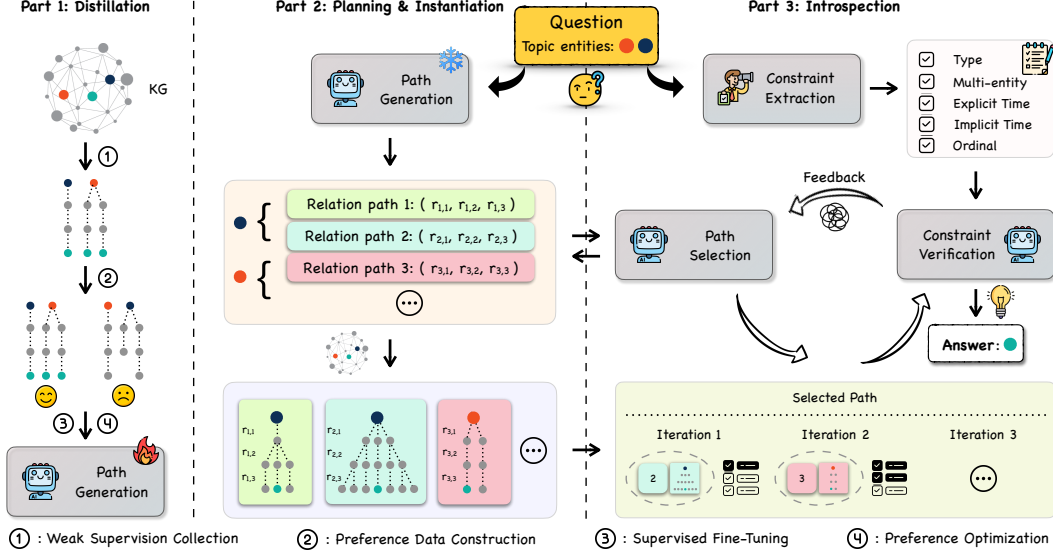 Part 1: Distillation
KG
1
2
3
4
Path
Generation
Part 2: Planning & Instantiation
Question
Topic entities:
Path
Generation
Relation path 1: ( r1,1, r1,2, r1,3 )
Relation path 2: ( r2,1, r2,2, r2,3 )
Relation path 3: ( r3,1, r3,2, r3,3 )
r1,1
r1,2
r1,3
r2,1
r2,2
r2,3
r3,1
r3,2
r3,3
Part 3: Introspection
Constraint
Extraction
Type
Multi-entity
Explicit Time
Implicit Time
Ordinal
Feedback
Path
Selection
Constraint
Verification
Answer:
Selected Path
Iteration 1
Iteration 2
Iteration 3
2
3
1 : Weak Supervision Collection
2 : Preference Data Construction
3 : Supervised Fine-Tuning
4 : Preference Optimization